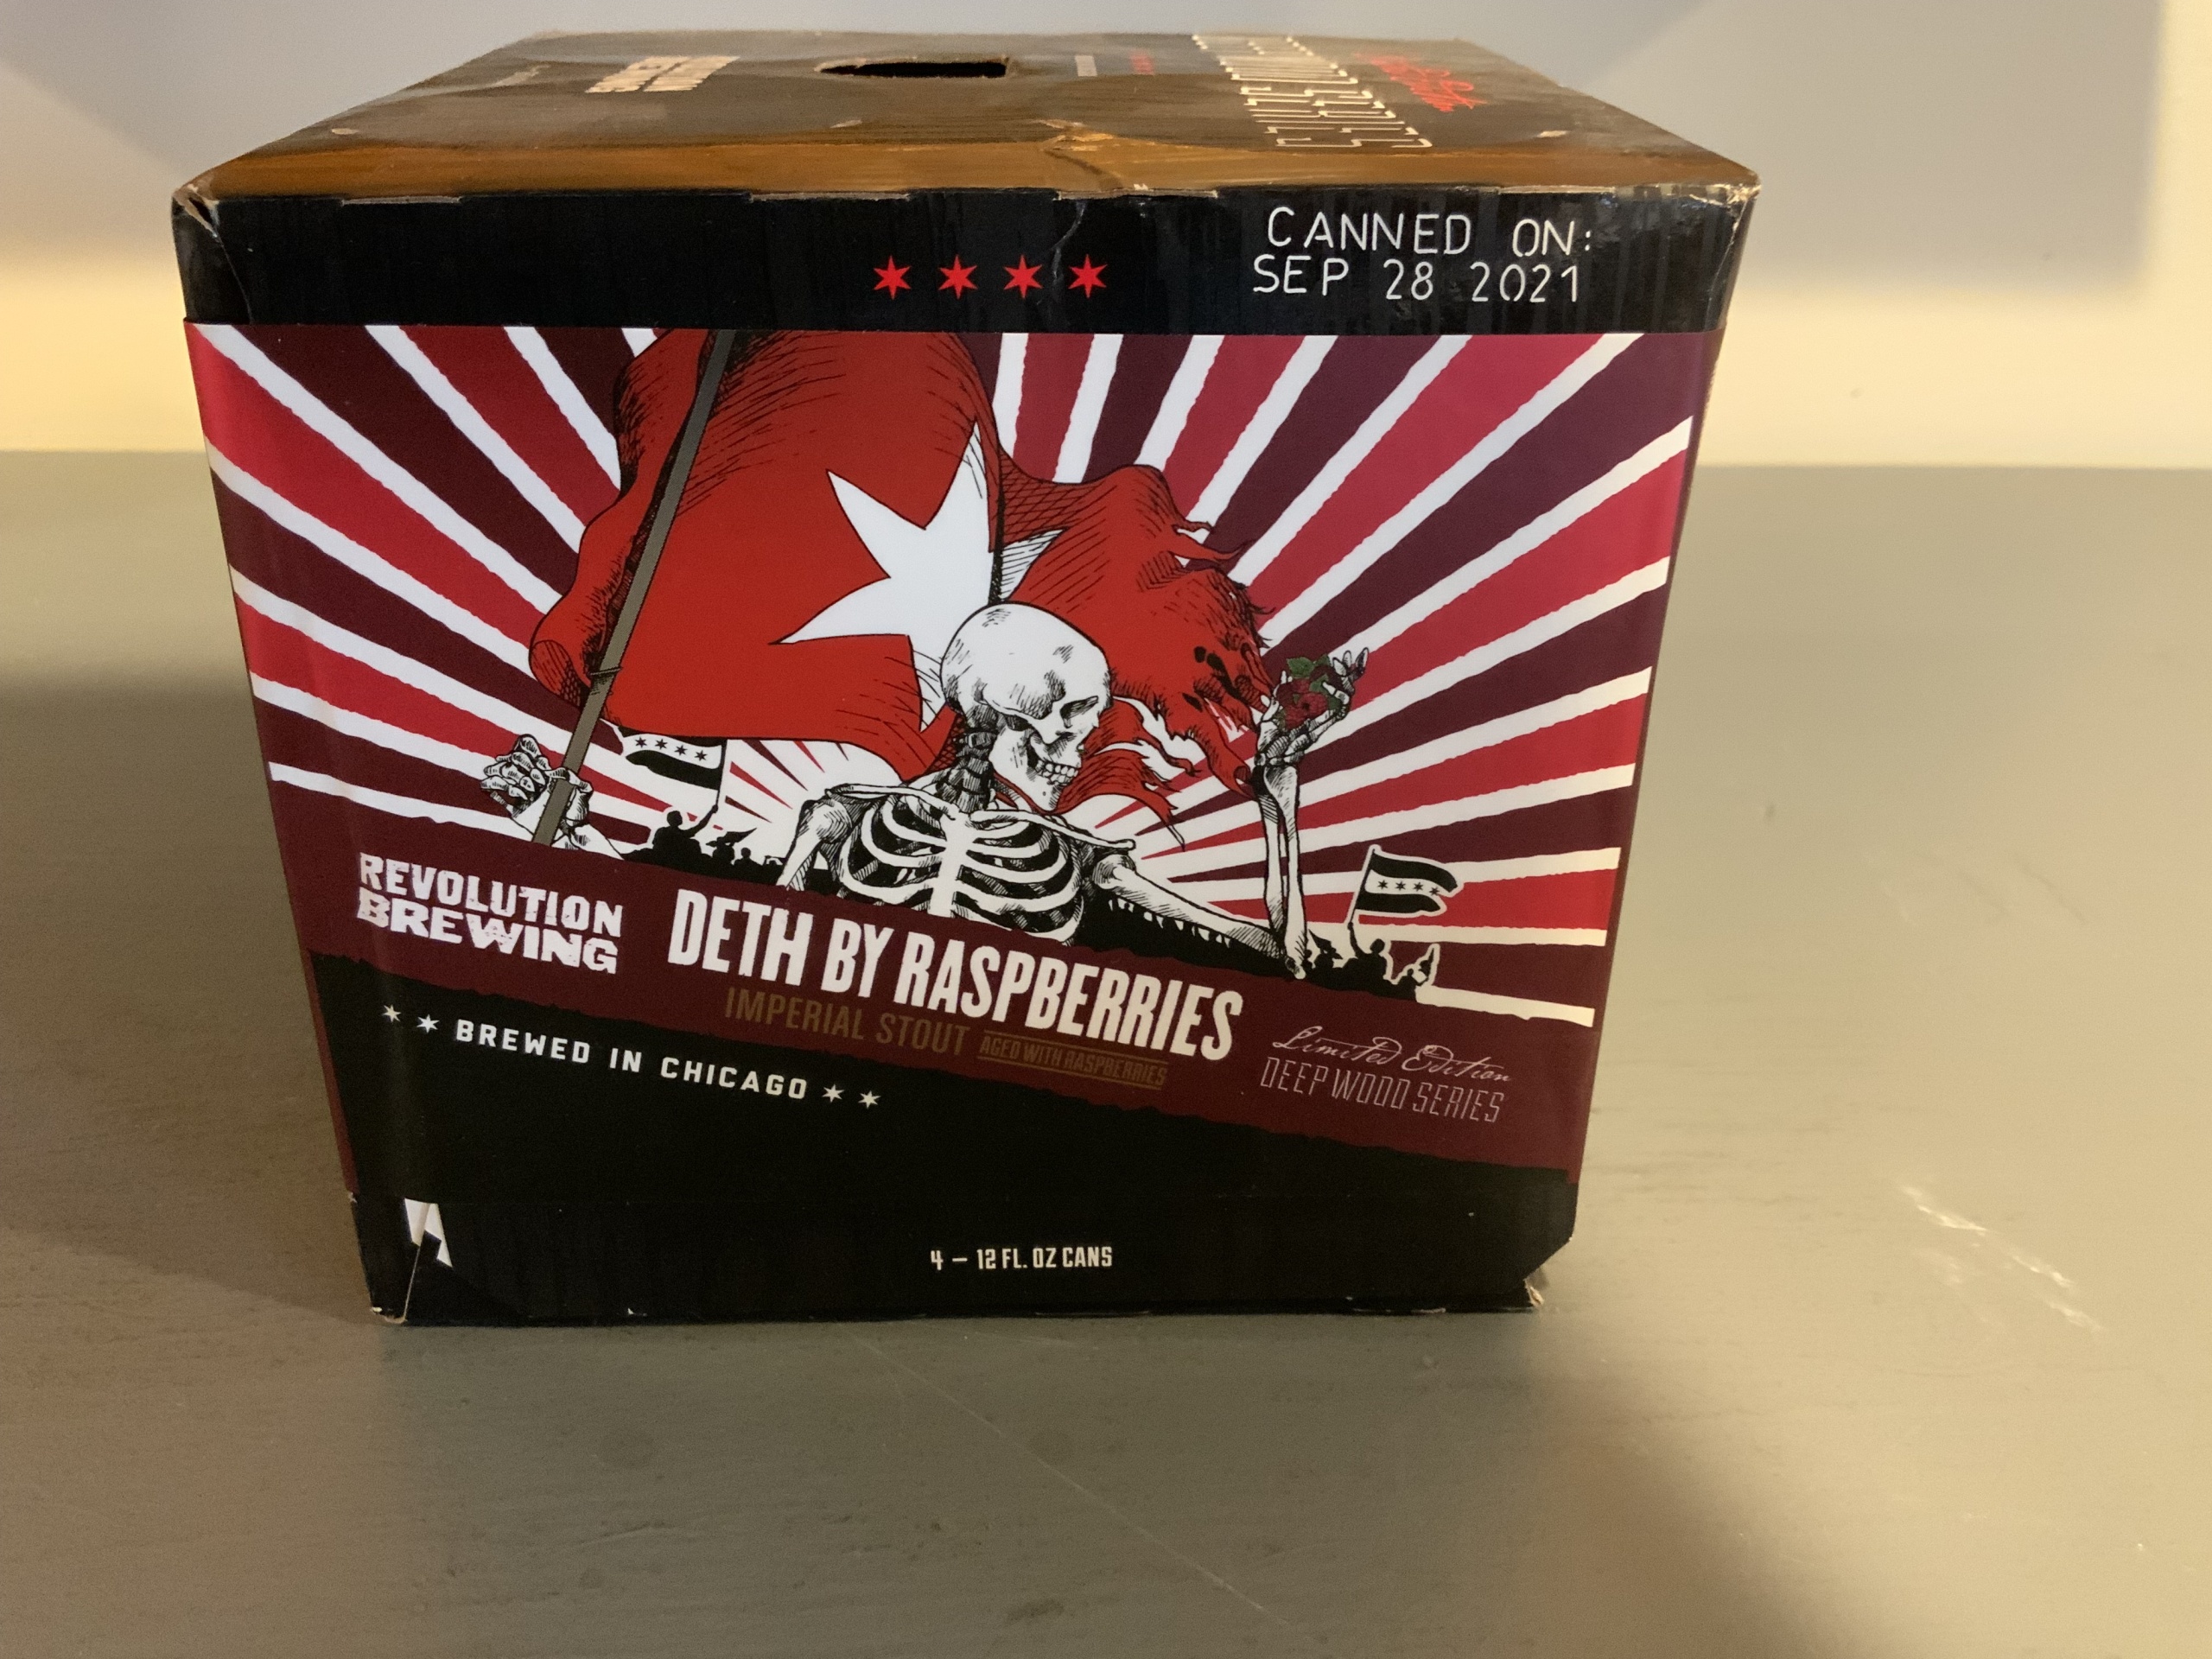 CANNED ON:
SEP 28 2021
REVOLUTION
BREWING
DETH BY RASPBERRIES
IMPERIAL STOUT AGED WITH RASPBERRIES
Limited Edition
DEEP WOOD SERIES
BREWED IN CHICAGO
4 – 12 FL. OZ CANS